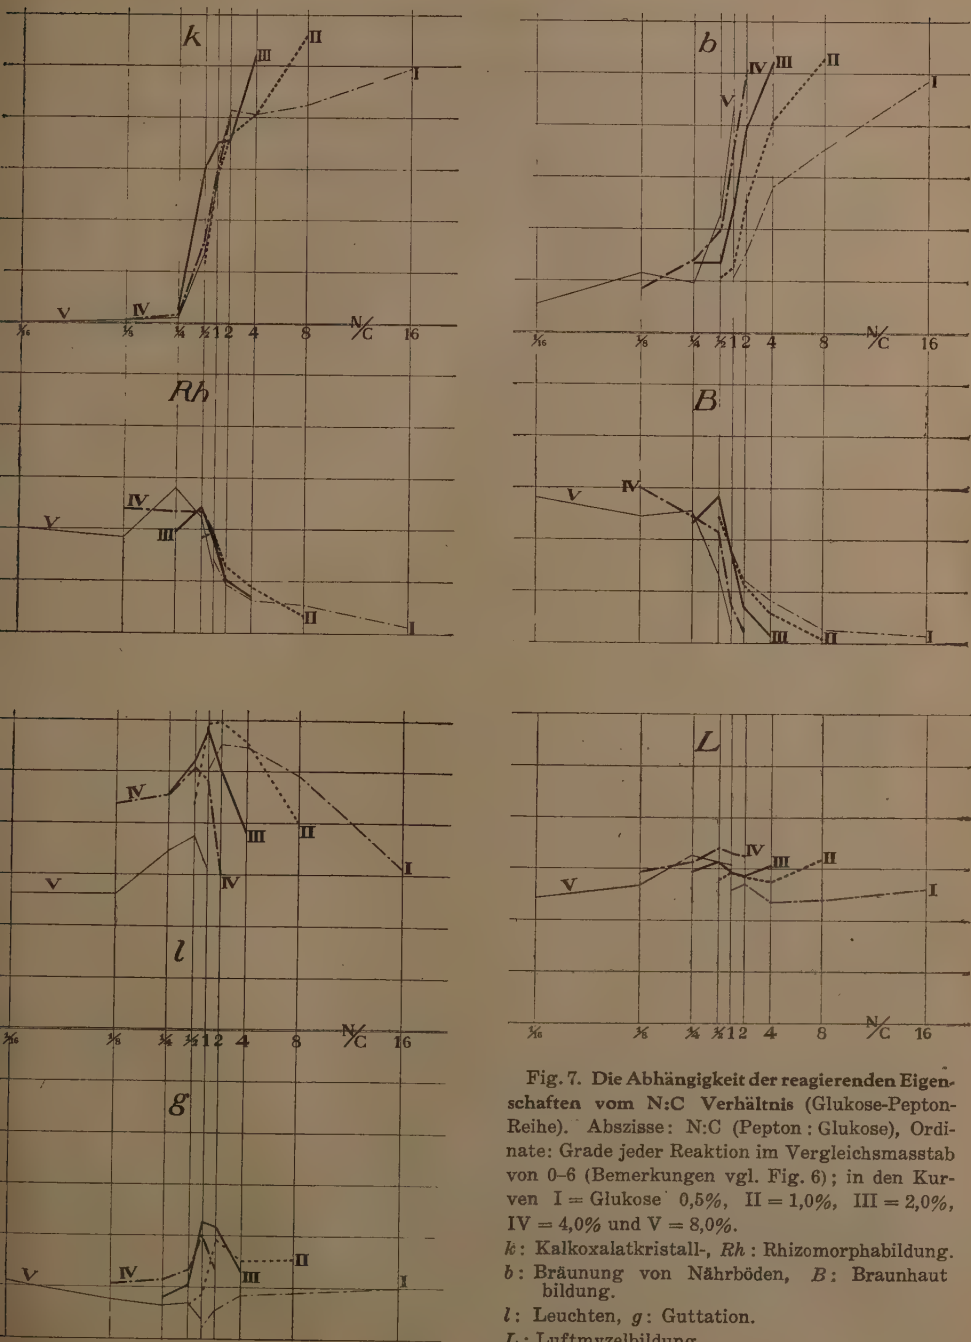 k
III
II
I
V
IV
1/16 1/8 1/4 1/2 1 2 4 8 N/C 16
b
V
IV
III
II
I
1/16 1/8 1/4 1/2 1 2 4 8 N/C 16
Rh
IV
V
III
II
I
B
IV
V
III
II
I
IV
III
II
I
V
IV
l
1/16 1/8 1/4 1/2 1 2 4 8 N/C 16
L
IV
III
II
V
I
1/16 1/8 1/4 1/2 1 2 4 8 N/C 16
g
V
IV
III
II
I
Fig. 7. Die Abhängigkeit der reagierenden Eigen-
schaften vom N:C Verhältnis (Glukose-Pepton-
Reihe). Abszisse: N:C (Pepton : Glukose), Ordi-
nate: Grade jeder Reaktion im Vergleichsmasstab
von 0–6 (Bemerkungen vgl. Fig. 6); in den Kur-
ven I = Glukose 0,5%, II = 1,0%, III = 2,0%,
IV = 4,0% und V = 8,0%.
k: Kalkoxalatkristall-, Rh: Rhizomorphabildung.
b: Bräunung von Nährböden, B: Braunhaut
bildung.
l: Leuchten, g: Guttation.
L: Luftmyzelbildung